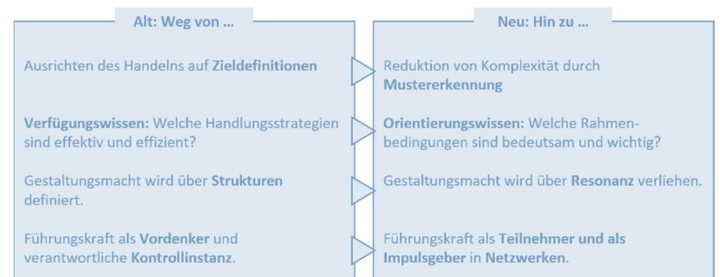 Alt: Weg von ...
Ausrichten des Handelns auf Zieldefinitionen
Verfügungswissen: Welche Handlungsstrategien
sind effektiv und effizient?
Gestaltungsmacht wird über Strukturen
definiert.
Führungskraft als Vordenker und
verantwortliche Kontrollinstanz.
Neu: Hin zu ...
Reduktion von Komplexität durch
Mustererkennung
Orientierungswissen: Welche Rahmen-
bedingungen sind bedeutsam und wichtig?
Gestaltungsmacht wird über Resonanz verliehen.
Führungskraft als Teilnehmer und als
Impulsgeber in Netzwerken.